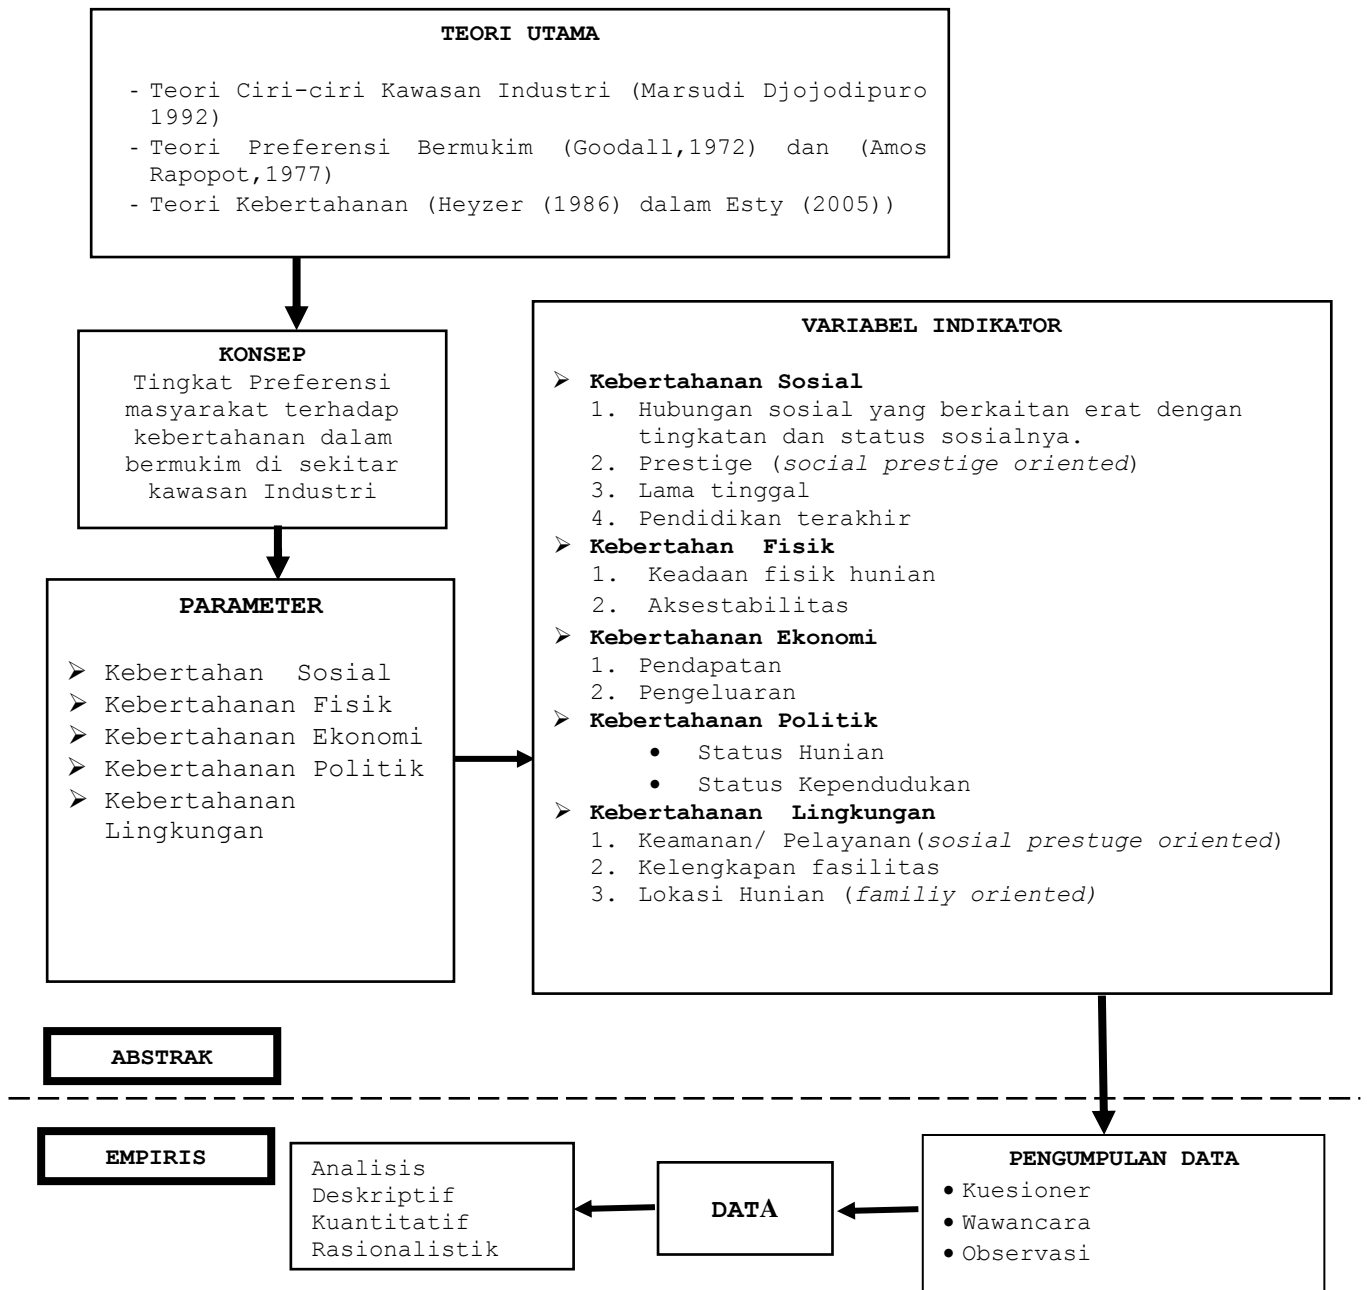 TEORI UTAMA
- Teori Ciri-ciri Kawasan Industri (Marsudi Djojodipuro
1992)
- Teori Preferensi Bermukim (Goodall,1972) dan (Amos
Rapopot,1977)
- Teori Kebertahanan (Heyzer (1986) dalam Esty (2005))
KONSEP
Tingkat Preferensi
masyarakat terhadap
kebertahanan dalam
bermukim di sekitar
kawasan Industri
PARAMETER
➢ Kebertahan Sosial
➢ Kebertahanan Fisik
➢ Kebertahanan Ekonomi
➢ Kebertahanan Politik
➢ Kebertahanan
Lingkungan
VARIABEL INDIKATOR
➢ Kebertahanan Sosial
1. Hubungan sosial yang berkaitan erat dengan
tingkatan dan status sosialnya.
2. Prestige (social prestige oriented)
3. Lama tinggal
4. Pendidikan terakhir
➢ Kebertahan Fisik
1. Keadaan fisik hunian
2. Aksestabilitas
➢ Kebertahanan Ekonomi
1. Pendapatan
2. Pengeluaran
➢ Kebertahanan Politik
• Status Hunian
• Status Kependudukan
➢ Kebertahanan Lingkungan
1. Keamanan/ Pelayanan(sosial prestuge oriented)
2. Kelengkapan fasilitas
3. Lokasi Hunian (familiy oriented)
ABSTRAK
EMPIRIS
Analisis
Deskriptif
Kuantitatif
Rasionalistik
DATA
PENGUMPULAN DATA
• Kuesioner
• Wawancara
• Observasi